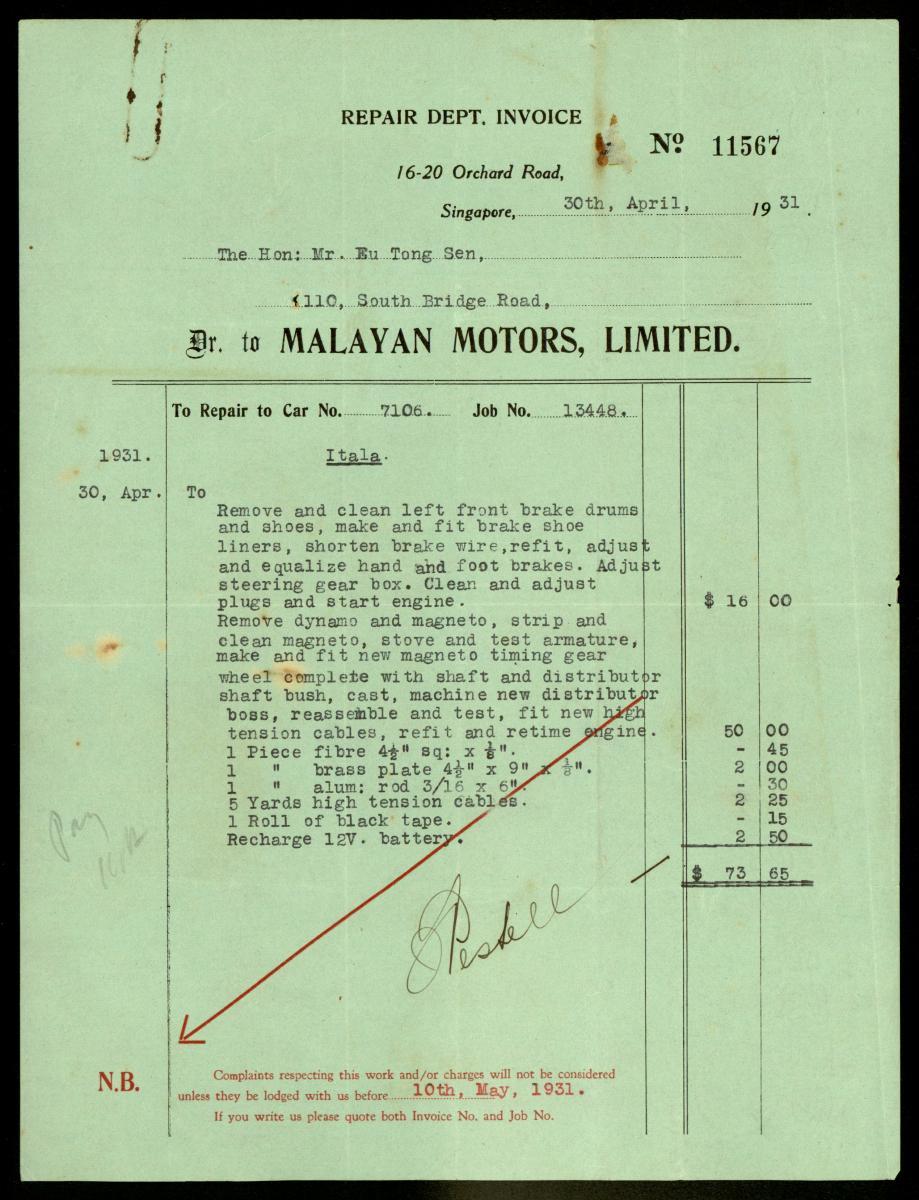 REPAIR DEPT. INVOICE
No 11567
16-20 Orchard Road,
Singapore, 30th, April, 1931.
The Hon: Mr. Eu Tong Sen,
110, South Bridge Road,
Dr. to MALAYAN MOTORS, LIMITED.
To Repair to Car No. 7106. Job No. 13448.
1931. Itala.
30, Apr. To
Remove and clean left front brake drums
and shoes, make and fit brake shoe
liners, shorten brake wire,refit, adjust
and equalize hand and foot brakes. Adjust
steering gear box. Clean and adjust
plugs and start engine. $ 16 00
Remove dynamo and magneto, strip and
clean magneto, stove and test armature,
make and fit new magneto timing gear
wheel complete with shaft and distributor
shaft bush, cast, machine new distributor
boss, reassemble and test, fit new high
tension cables, refit and retime engine. 50 00
1 Piece fibre 4½" sq: x ⅛". - 45
1 " brass plate 4½" x 9" x ⅛". 2 00
1 " alum: rod 3/16 x 6". - 30
5 Yards high tension cables. 2 25
1 Roll of black tape. - 15
Recharge 12V. battery. 2 50
$ 73 65
Pay
Pestell
N.B. Complaints respecting this work and/or charges will not be considered
unless they be lodged with us before 10th, May, 1931.
If you write us please quote both Invoice No. and Job No.